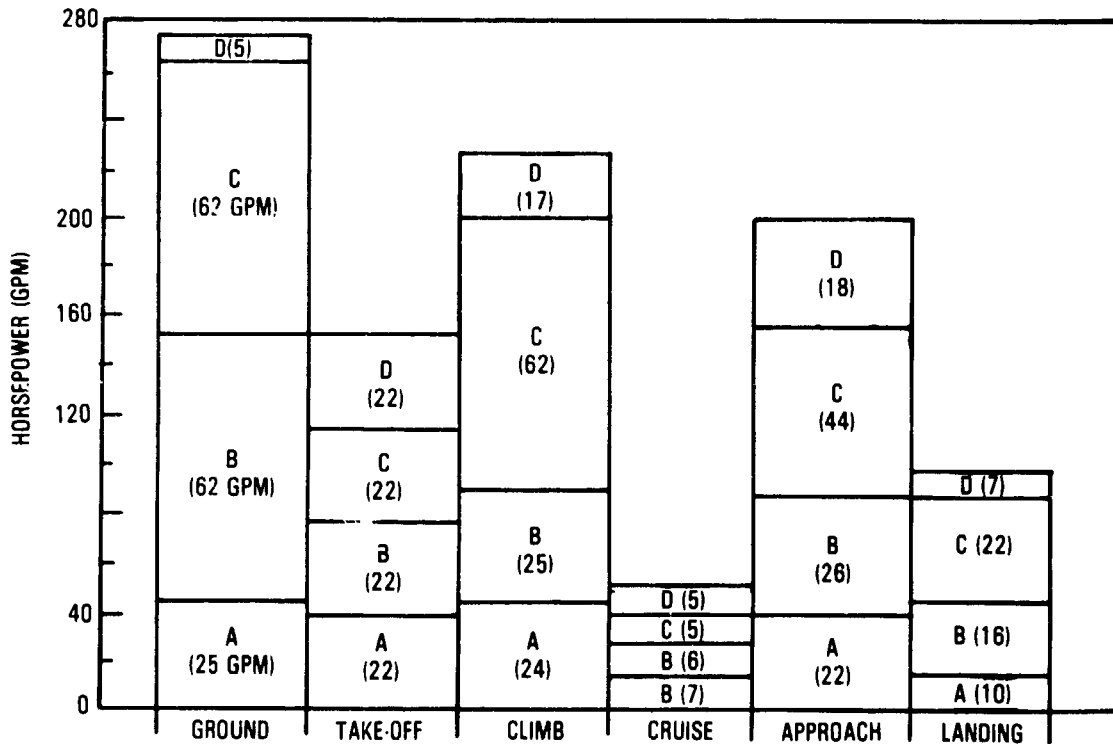 280
200
160
120
40
0
HORSEPOWER (GPM)
D(5)
C
(62 GPM)
B
(62 GPM)
A
(25 GPM)
D
(22)
C
(22)
B
(22)
A
(22)
D
(17)
C
(62)
B
(25)
A
(24)
D (5)
C (5)
B (6)
B (7)
D
(18)
C
(44)
B
(26)
A
(22)
D (7)
C (22)
B (16)
A (10)
GROUND TAKE-OFF CLIMB CRUISE APPROACH LANDING